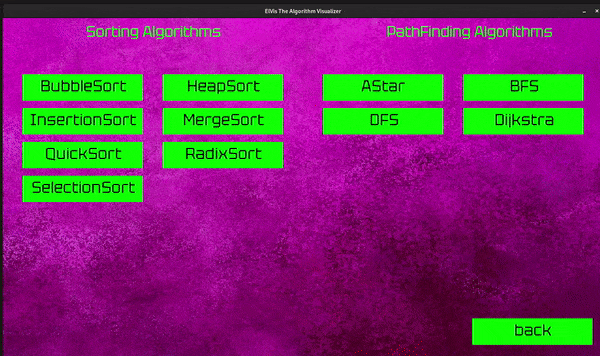 ElVis The Algorithm Visualizer
Sorting Algorithms
PathFinding Algorithms
BubbleSort
HeapSort
AStar
BFS
InsertionSort
MergeSort
DFS
Dijkstra
QuickSort
RadixSort
SelectionSort
back